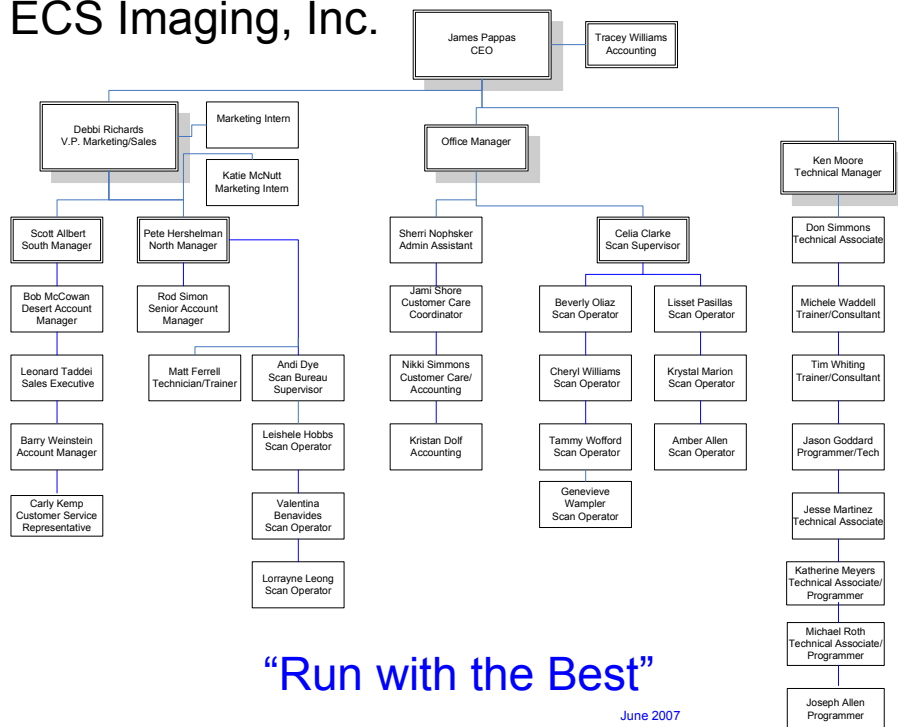 ECS Imaging, Inc.
James Pappas
CEO
Tracey Williams
Accounting
Debbi Richards
V.P. Marketing/Sales
Marketing Intern
Katie McNutt
Marketing Intern
Office Manager
Ken Moore
Technical Manager
Scott Allbert
South Manager
Pete Hershelman
North Manager
Bob McCowan
Desert Account
Manager
Rod Simon
Senior Account
Manager
Leonard Taddei
Sales Executive
Matt Ferrell
Technician/Trainer
Andi Dye
Scan Bureau
Supervisor
Barry Weinstein
Account Manager
Leishele Hobbs
Scan Operator
Carly Kemp
Customer Service
Representative
Valentina
Benavides
Scan Operator
Lorrayne Leong
Scan Operator
Sherri Nophsker
Admin Assistant
Jami Shore
Customer Care
Coordinator
Nikki Simmons
Customer Care/
Accounting
Kristan Dolf
Accounting
Celia Clarke
Scan Supervisor
Beverly Oliaz
Scan Operator
Lisset Pasillas
Scan Operator
Cheryl Williams
Scan Operator
Krystal Marion
Scan Operator
Tammy Wofford
Scan Operator
Amber Allen
Scan Operator
Genevieve
Wampler
Scan Operator
Don Simmons
Technical Associate
Michele Waddell
Trainer/Consultant
Tim Whiting
Trainer/Consultant
Jason Goddard
Programmer/Tech
Jesse Martinez
Technical Associate
Katherine Meyers
Technical Associate/
Programmer
Michael Roth
Technical Associate/
Programmer
Joseph Allen
Programmer
“Run with the Best”
June 2007